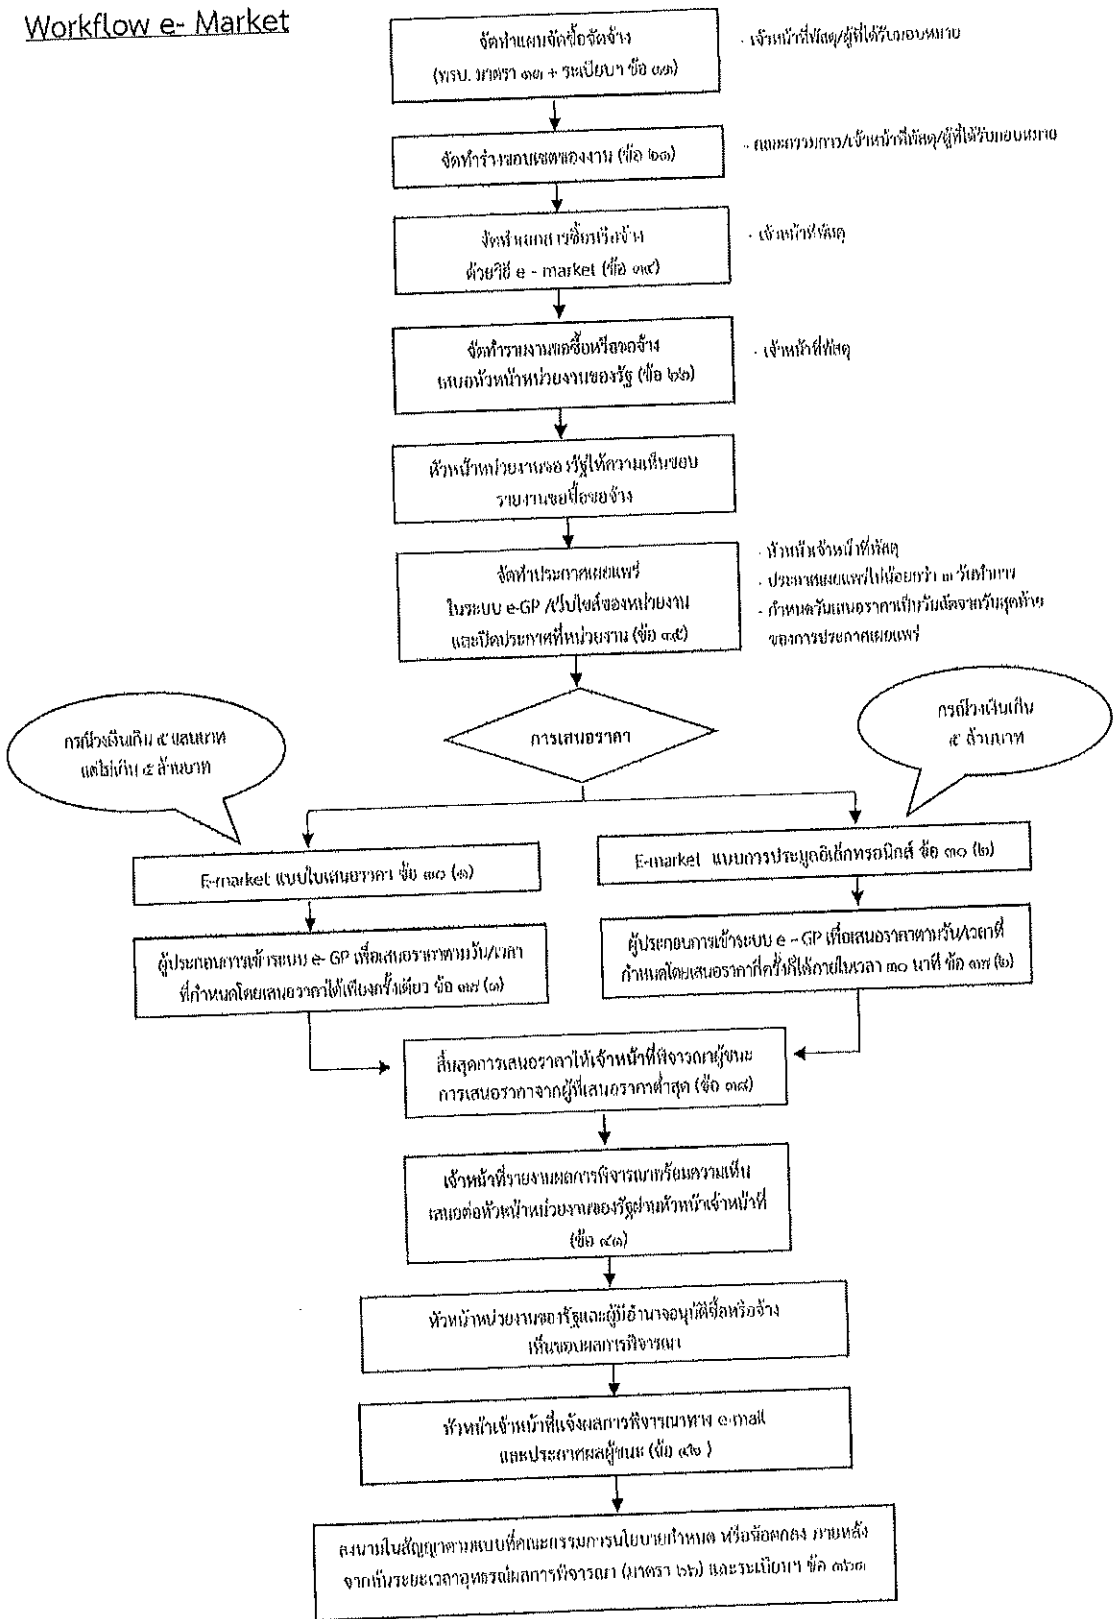 Workflow e- Market
จัดทำแผนจัดซื้อจัดจ้าง
(พรบ. มาตรา ๑๑ + ระเบียบฯ ข้อ ๑๑)
- เจ้าหน้าที่พัสดุ/ผู้ที่ได้รับมอบหมาย
จัดทำร่างขอบเขตของงาน (ข้อ ๒๑)
- คณะกรรมการ/เจ้าหน้าที่พัสดุ/ผู้ที่ได้รับมอบหมาย
จัดทำเอกสารซื้อหรือจ้าง
ด้วยวิธี e - market (ข้อ ๓๔)
- เจ้าหน้าที่พัสดุ
จัดทำรายงานขอซื้อหรือขอจ้าง
เสนอหัวหน้าหน่วยงานของรัฐ (ข้อ ๒๒)
- เจ้าหน้าที่พัสดุ
หัวหน้าหน่วยงานของรัฐให้ความเห็นชอบ
รายงานขอซื้อขอจ้าง
จัดทำประกาศเผยแพร่
ในระบบ e-GP /เว็บไซต์ของหน่วยงาน
และปิดประกาศที่หน่วยงาน (ข้อ ๓๕)
- หัวหน้าเจ้าหน้าที่พัสดุ
- ประกาศเผยแพร่ไม่น้อยกว่า ๓ วันทำการ
- กำหนดวันเสนอราคาเป็นวันถัดจากวันสุดท้าย
ของการประกาศเผยแพร่
การเสนอราคา
กรณีวงเงินเกิน ๕ แสนบาท
แต่ไม่เกิน ๕ ล้านบาท
กรณีวงเงินเกิน
๕ ล้านบาท
E-market แบบใบเสนอราคา ข้อ ๓๐ (๑)
E-market แบบการประมูลอิเล็กทรอนิกส์ ข้อ ๓๐ (๒)
ผู้ประกอบการเข้าระบบ e- GP เพื่อเสนอราคาตามวัน/เวลา
ที่กำหนดโดยเสนอราคาได้เพียงครั้งเดียว ข้อ ๓๗ (๑)
ผู้ประกอบการเข้าระบบ e – GP เพื่อเสนอราคาตามวัน/เวลาที่
กำหนดโดยเสนอราคากี่ครั้งก็ได้ภายในเวลา ๓๐ นาที ข้อ ๓๗ (๒)
สิ้นสุดการเสนอราคาให้เจ้าหน้าที่พิจารณาผู้ชนะ
การเสนอราคาจากผู้ที่เสนอราคาต่ำสุด (ข้อ ๓๘)
เจ้าหน้าที่รายงานผลการพิจารณาพร้อมความเห็น
เสนอต่อหัวหน้าหน่วยงานของรัฐผ่านหัวหน้าเจ้าหน้าที่
(ข้อ ๔๑)
หัวหน้าหน่วยงานของรัฐและผู้มีอำนาจอนุมัติซื้อหรือจ้าง
เห็นชอบผลการพิจารณา
หัวหน้าเจ้าหน้าที่แจ้งผลการพิจารณาทาง e-mail
และประกาศผลผู้ชนะ (ข้อ ๔๒ )
ลงนามในสัญญาตามแบบที่คณะกรรมการนโยบายกำหนด หรือข้อตกลง ภายหลัง
จากพ้นระยะเวลาอุทธรณ์ผลการพิจารณา (มาตรา ๖๖) และระเบียบฯ ข้อ ๑๖๑